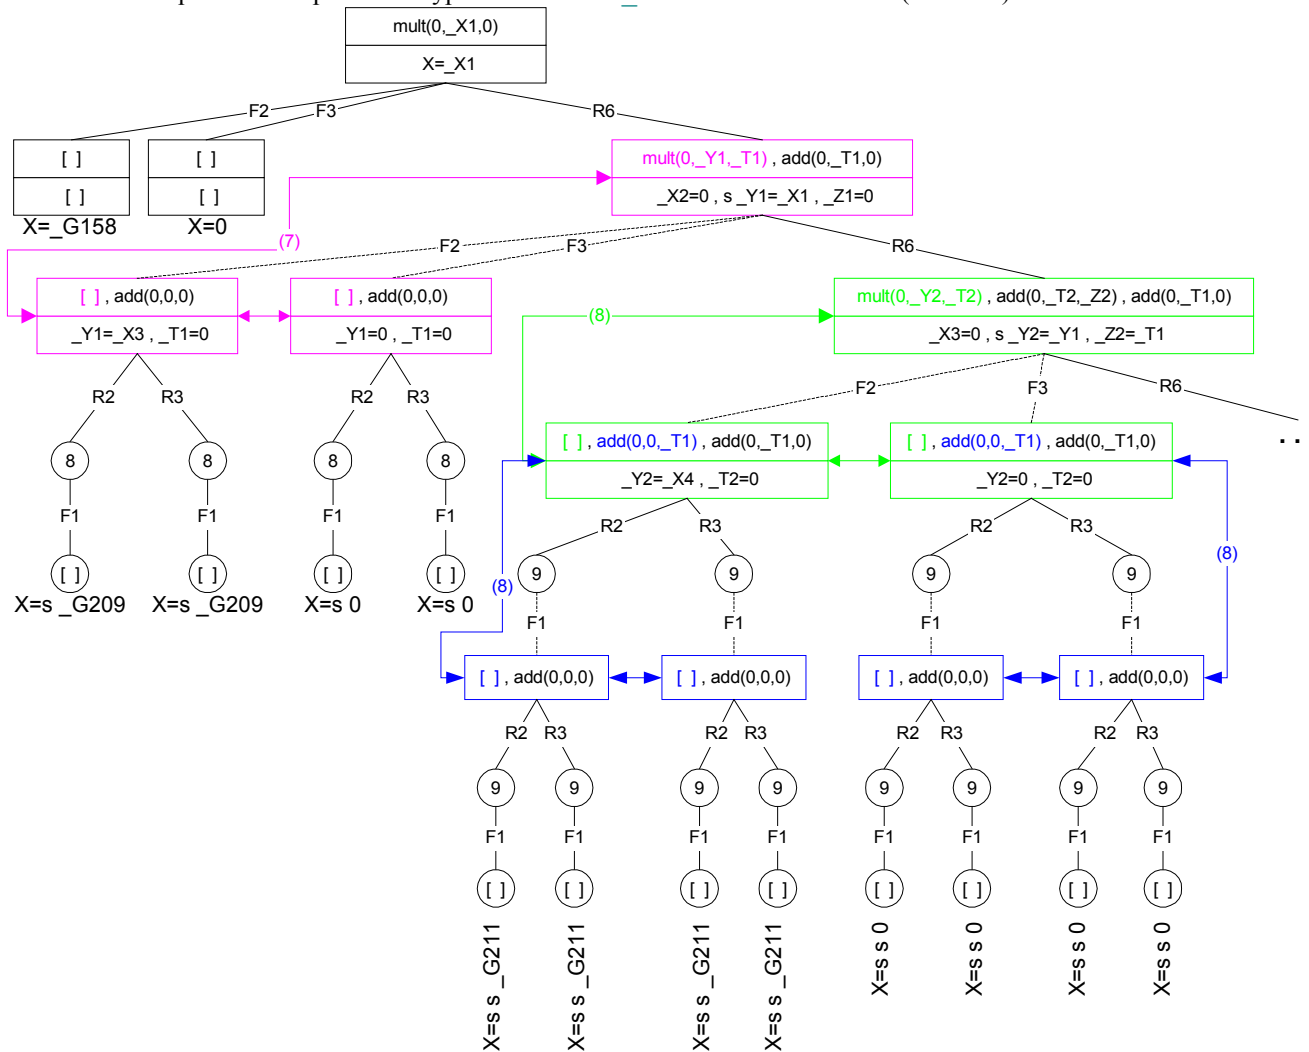 mult(0,_X1,0)
X=_X1
F2 F3 R6
[ ] [ ] mult(0,_Y1,_T1) , add(0,_T1,0)
[ ] [ ] _X2=0 , s _Y1=_X1 , _Z1=0
X=_G158 X=0
(7) F2 F3 R6
[ ] , add(0,0,0) [ ] , add(0,0,0) mult(0,_Y2,_T2) , add(0,_T2,_Z2) , add(0,_T1,0)
(8)
_Y1=_X3 , _T1=0 _Y1=0 , _T1=0 _X3=0 , s _Y2=_Y1 , _Z2=_T1
R2 R3 R2 R3 F2 F3 R6
[ ] , add(0,0,_T1) , add(0,_T1,0) [ ] , add(0,0,_T1) , add(0,_T1,0) . .
8 8 8 8
_Y2=_X4 , _T2=0 _Y2=0 , _T2=0
F1 F1 F1 F1 R2 R3 R2 R3
(8)
[ ] [ ] [ ] [ ] (8) 9 9 9 9
X=s _G209 X=s _G209 X=s 0 X=s 0
F1 F1 F1 F1
[ ] , add(0,0,0) [ ] , add(0,0,0) [ ] , add(0,0,0) [ ] , add(0,0,0)
R2 R3 R2 R3 R2 R3 R2 R3
9 9 9 9 9 9 9 9
F1 F1 F1 F1 F1 F1 F1 F1
[ ] [ ] [ ] [ ] [ ] [ ] [ ] [ ]
X=s s _G211 X=s s _G211 X=s s _G211 X=s s _G211 X=s s 0 X=s s 0 X=s s 0 X=s s 0